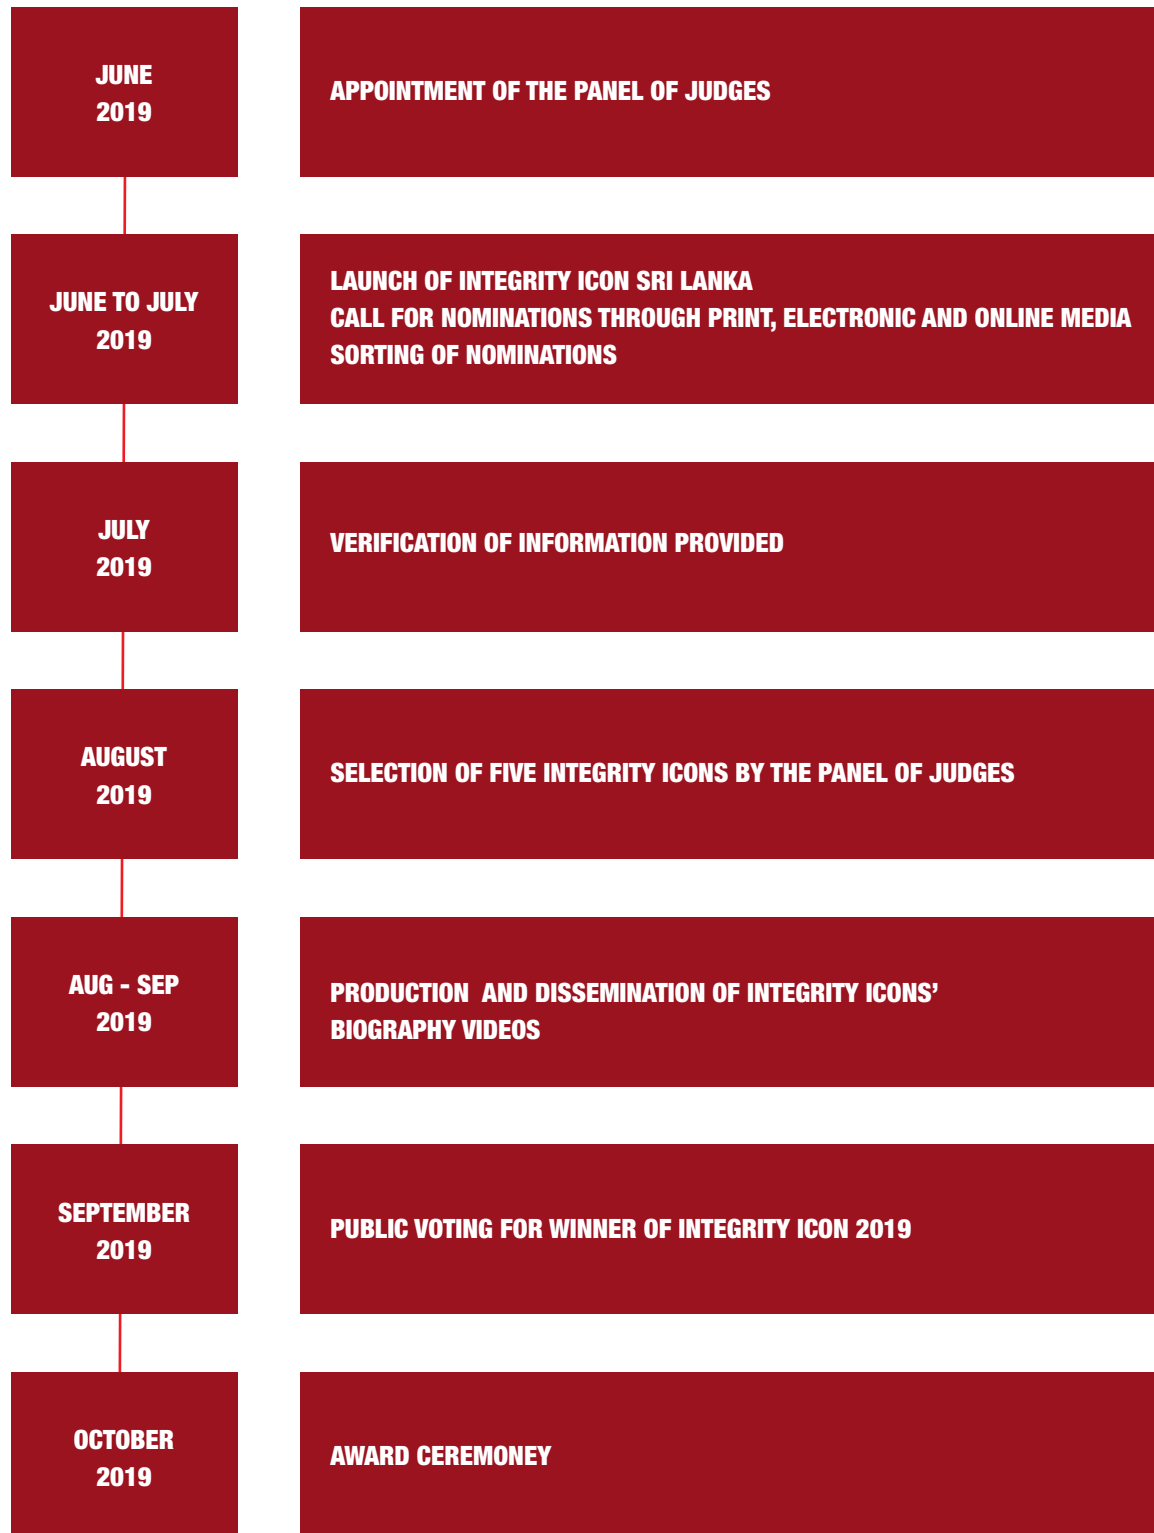 JUNE
2019
APPOINTMENT OF THE PANEL OF JUDGES
JUNE TO JULY
2019
LAUNCH OF INTEGRITY ICON SRI LANKA
CALL FOR NOMINATIONS THROUGH PRINT, ELECTRONIC AND ONLINE MEDIA
SORTING OF NOMINATIONS
JULY
2019
VERIFICATION OF INFORMATION PROVIDED
AUGUST
2019
SELECTION OF FIVE INTEGRITY ICONS BY THE PANEL OF JUDGES
AUG - SEP
2019
PRODUCTION  AND DISSEMINATION OF INTEGRITY ICONS’
BIOGRAPHY VIDEOS
SEPTEMBER
2019
PUBLIC VOTING FOR WINNER OF INTEGRITY ICON 2019
OCTOBER
2019
AWARD CEREMONEY